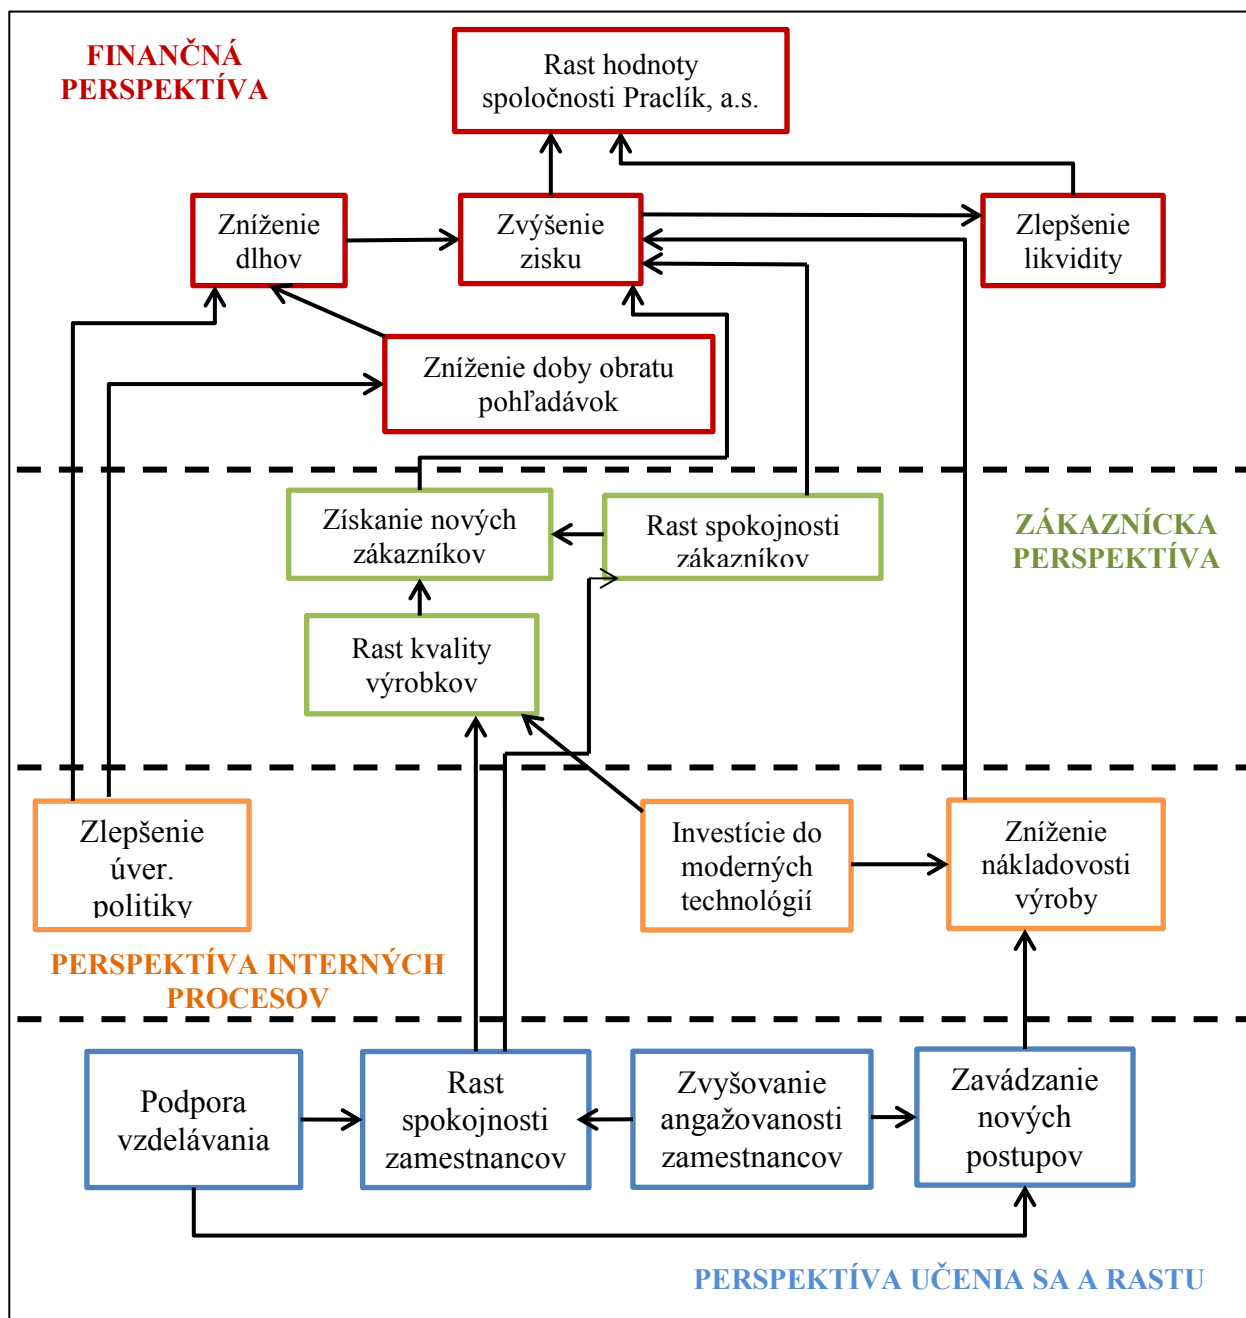 FINANČNÁ
PERSPEKTÍVA
Rast hodnoty
spoločnosti Praclík, a.s.
Zníženie
dlhov
Zvýšenie
zisku
Zlepšenie
likvidity
Zníženie doby obratu
pohľadávok
Získanie nových
zákazníkov
Rast spokojnosti
zákazníkov
ZÁKAZNÍCKA
PERSPEKTÍVA
Rast kvality
výrobkov
Zlepšenie
úver.
politiky
Investície do
moderných
technológií
Zníženie
nákladovosti
výroby
PERSPEKTÍVA INTERNÝCH
PROCESOV
Podpora
vzdelávania
Rast
spokojnosti
zamestnancov
Zvyšovanie
angažovanosti
zamestnancov
Zavádzanie
nových
postupov
PERSPEKTÍVA UČENIA SA A RASTU